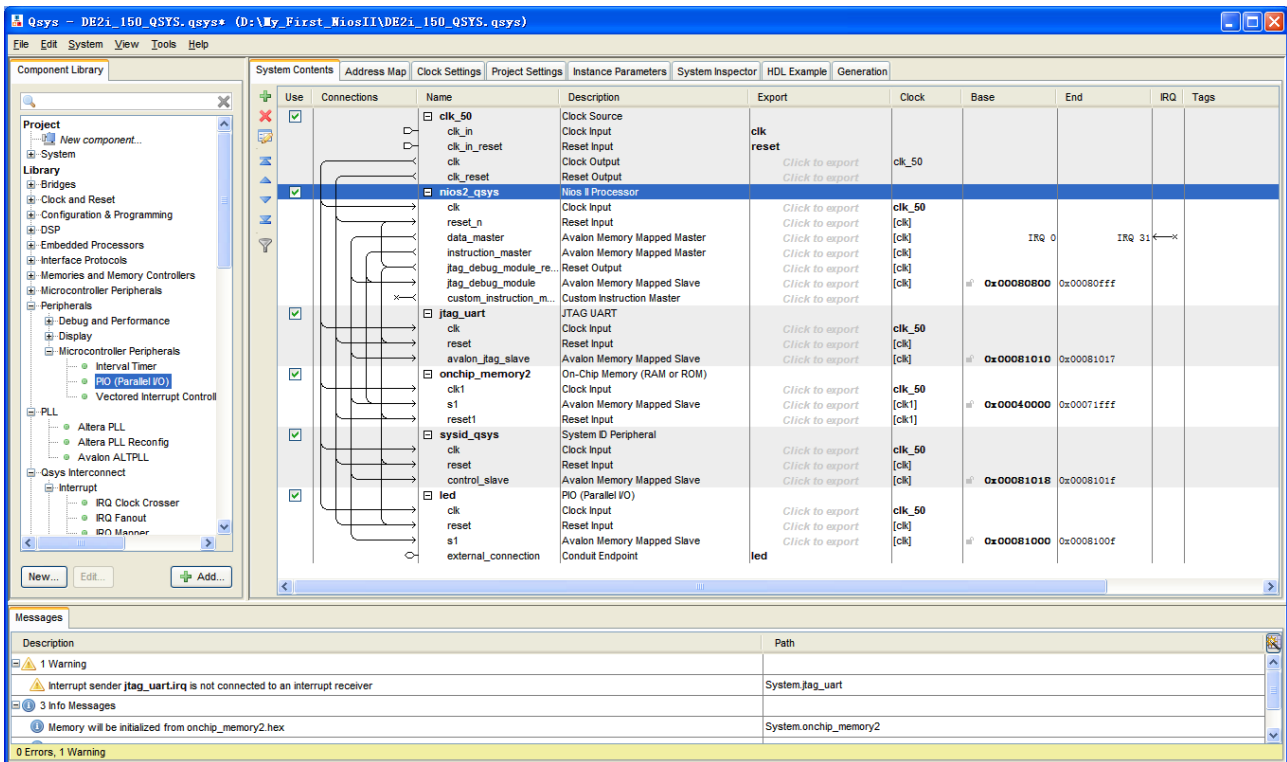 Qsys - DE2i_150_QSYS.qsys* (D:\My_First_NiosII\DE2i_150_QSYS.qsys)
File Edit System View Tools Help
Component Library
Project
New component...
System
Library
Bridges
Clock and Reset
Configuration & Programming
DSP
Embedded Processors
Interface Protocols
Memories and Memory Controllers
Microcontroller Peripherals
Peripherals
Debug and Performance
Display
Microcontroller Peripherals
Interval Timer
PIO (Parallel I/O)
Vectored Interrupt Controll
PLL
Altera PLL
Altera PLL Reconfig
Avalon ALTPLL
Qsys Interconnect
Interrupt
IRQ Clock Crosser
IRQ Fanout
IRQ Mapper
New... Edit... Add...
System Contents Address Map Clock Settings Project Settings Instance Parameters System Inspector HDL Example Generation
Use Connections Name Description Export Clock Base End IRQ Tags
clk_50 Clock Source
clk_in Clock Input clk
clk_in_reset Reset Input reset
clk Clock Output Click to export clk_50
clk_reset Reset Output Click to export
nios2_qsys Nios II Processor
clk Clock Input Click to export clk_50
reset_n Reset Input Click to export [clk]
data_master Avalon Memory Mapped Master Click to export [clk] IRQ 0 IRQ 31
instruction_master Avalon Memory Mapped Master Click to export [clk]
jtag_debug_module_re... Reset Output Click to export [clk]
jtag_debug_module Avalon Memory Mapped Slave Click to export [clk] 0x00080800 0x00080fff
custom_instruction_m... Custom Instruction Master Click to export
jtag_uart JTAG UART
clk Clock Input Click to export clk_50
reset Reset Input Click to export [clk]
avalon_jtag_slave Avalon Memory Mapped Slave Click to export [clk] 0x00081010 0x00081017
onchip_memory2 On-Chip Memory (RAM or ROM)
clk1 Clock Input Click to export clk_50
s1 Avalon Memory Mapped Slave Click to export [clk1] 0x00040000 0x00071fff
reset1 Reset Input Click to export [clk1]
sysid_qsys System ID Peripheral
clk Clock Input Click to export clk_50
reset Reset Input Click to export [clk]
control_slave Avalon Memory Mapped Slave Click to export [clk] 0x00081018 0x0008101f
led PIO (Parallel I/O)
clk Clock Input Click to export clk_50
reset Reset Input Click to export [clk]
s1 Avalon Memory Mapped Slave Click to export [clk] 0x00081000 0x0008100f
external_connection Conduit Endpoint led
Messages
Description Path
1 Warning
Interrupt sender jtag_uart.irq is not connected to an interrupt receiver System.jtag_uart
3 Info Messages
Memory will be initialized from onchip_memory2.hex System.onchip_memory2
0 Errors, 1 Warning